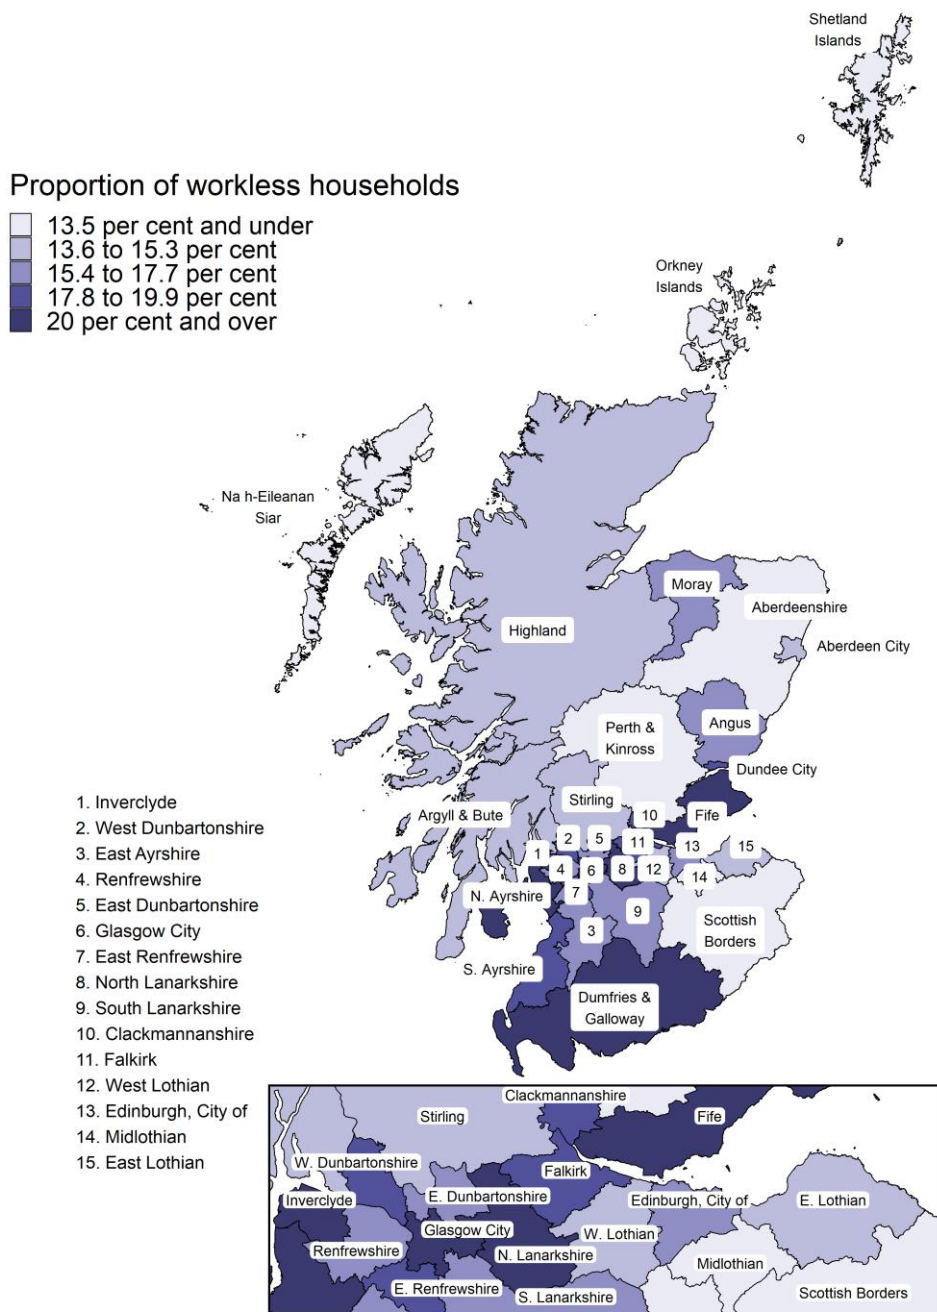 Shetland
Islands
Proportion of workless households
13.5 per cent and under
13.6 to 15.3 per cent
15.4 to 17.7 per cent
17.8 to 19.9 per cent
20 per cent and over
Orkney
Islands
Na h-Eileanan
Siar
Moray
Aberdeenshire
Highland
Aberdeen City
Perth &
Kinross
Angus
Dundee City
Stirling
Argyll & Bute
10
Fife
2
5
11
13
15
1
4
6
8
12
14
7
N. Ayrshire
9
3
Scottish
Borders
S. Ayrshire
Dumfries &
Galloway
1. Inverclyde
2. West Dunbartonshire
3. East Ayrshire
4. Renfrewshire
5. East Dunbartonshire
6. Glasgow City
7. East Renfrewshire
8. North Lanarkshire
9. South Lanarkshire
10. Clackmannanshire
11. Falkirk
12. West Lothian
13. Edinburgh, City of
14. Midlothian
15. East Lothian
Clackmannanshire
Stirling
Fife
W. Dunbartonshire
Falkirk
Inverclyde
E. Dunbartonshire
Edinburgh, City of
E. Lothian
Glasgow City
W. Lothian
Renfrewshire
N. Lanarkshire
Midlothian
E. Renfrewshire
S. Lanarkshire
Scottish Borders